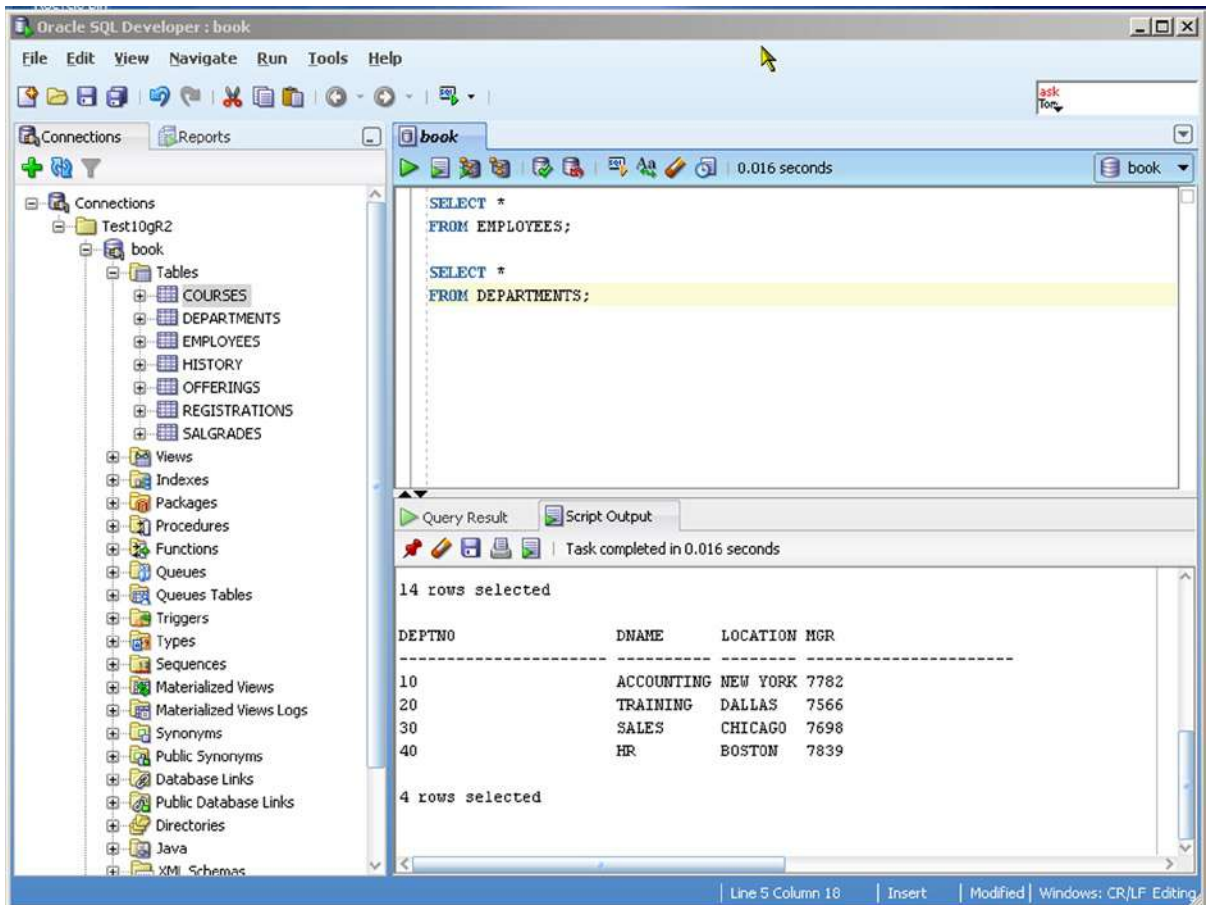 Oracle SQL Developer : book
File Edit View Navigate Run Tools Help
ask
Tom
Connections Reports
book
0.016 seconds
book
Connections
Test10gR2
book
Tables
COURSES
DEPARTMENTS
EMPLOYEES
HISTORY
OFFERINGS
REGISTRATIONS
SALGRADES
Views
Indexes
Packages
Procedures
Functions
Queues
Queues Tables
Triggers
Types
Sequences
Materialized Views
Materialized Views Logs
Synonyms
Public Synonyms
Database Links
Public Database Links
Directories
Java
XML Schemas
SELECT *
FROM EMPLOYEES;
SELECT *
FROM DEPARTMENTS;
Query Result Script Output
Task completed in 0.016 seconds
14 rows selected
DEPTNO DNAME LOCATION MGR
---------------------- ---------- -------- ----------------------
10 ACCOUNTING NEW YORK 7782
20 TRAINING DALLAS 7566
30 SALES CHICAGO 7698
40 HR BOSTON 7839
4 rows selected
Line 5 Column 18 Insert Modified Windows: CR/LF Editing